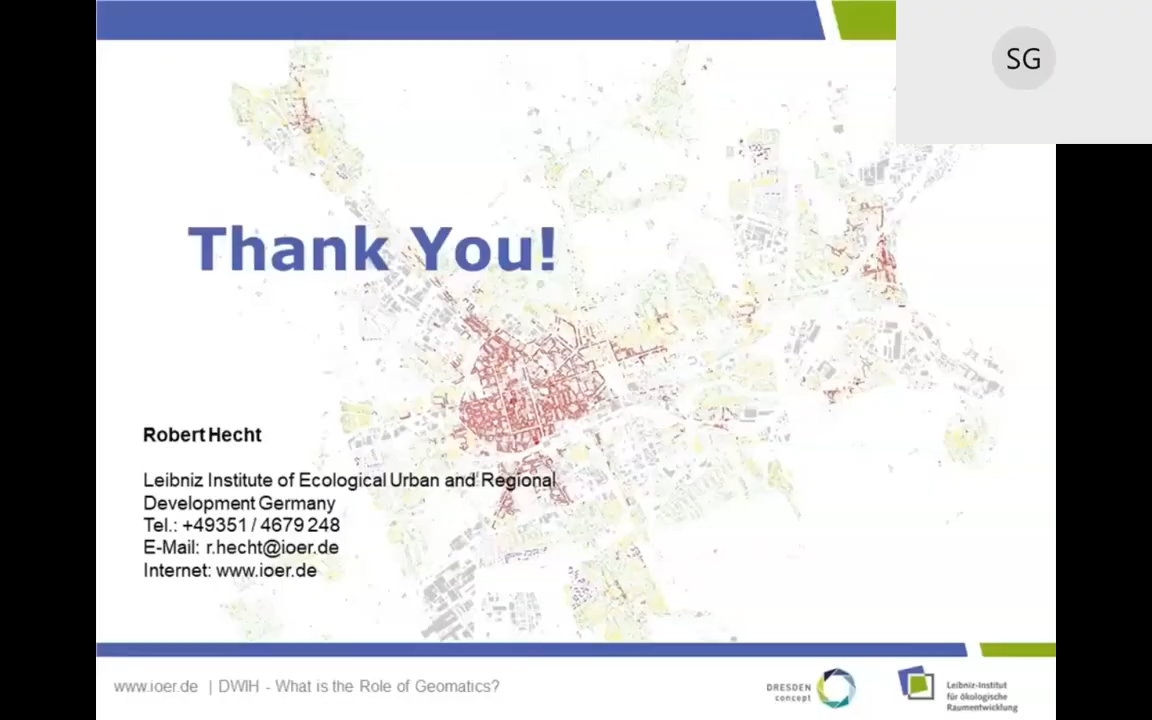 SG
Thank You!
Robert Hecht
Leibniz Institute of Ecological Urban and Regional
Development Germany
Tel.: +49351 / 4679 248
E-Mail: r.hecht@ioer.de
Internet: www.ioer.de
www.ioer.de | DWIH - What is the Role of Geomatics?
DRESDEN
concept
Leibniz-Institut
für ökologische
Raumentwicklung